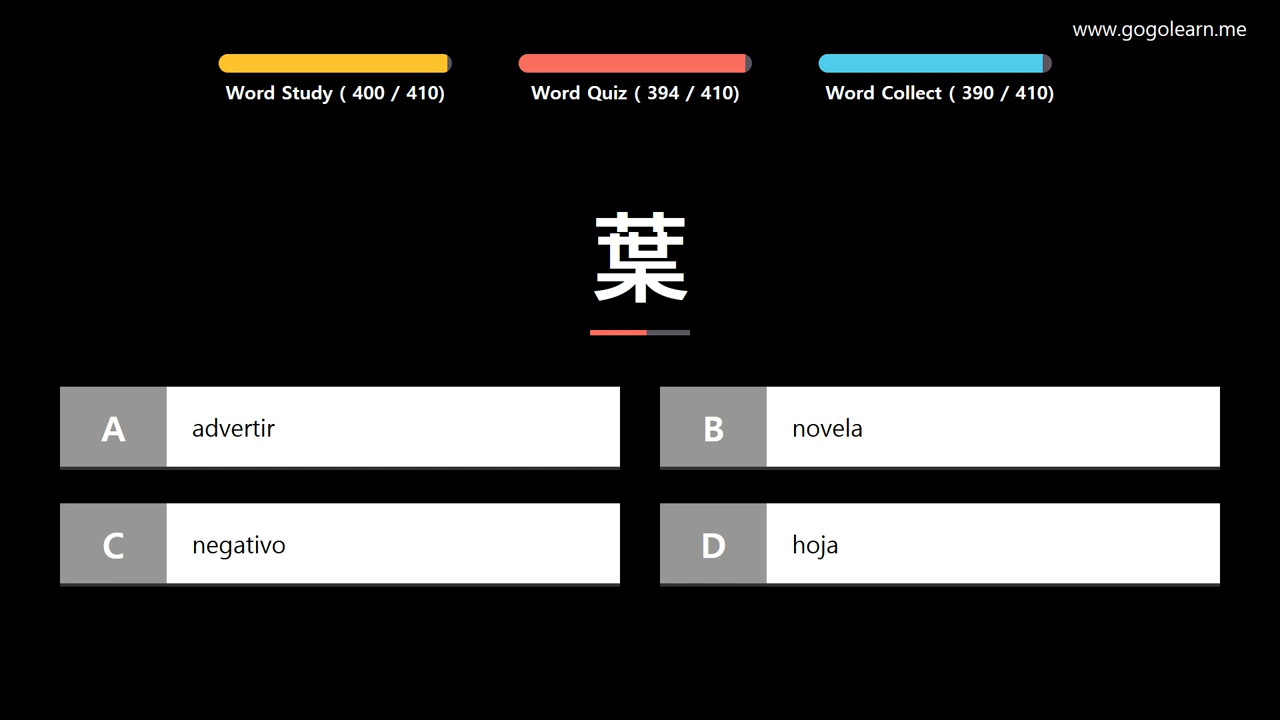 www.gogolearn.me
Word Study ( 400 / 410)
Word Quiz ( 394 / 410)
Word Collect ( 390 / 410)
葉
A advertir
B novela
C negativo
D hoja